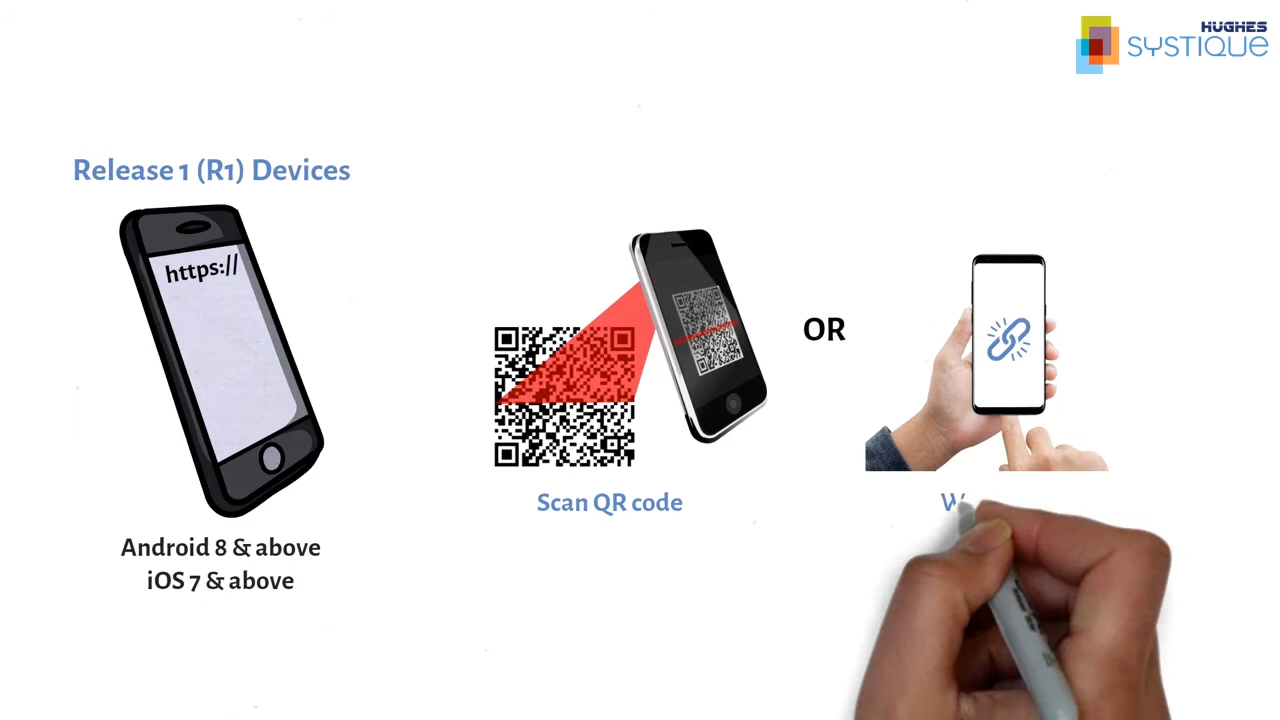 HUGHES
SYSTIQUE
Release 1 (R1) Devices
https://
OR
Scan QR code
Android 8 & above
iOS 7 & above